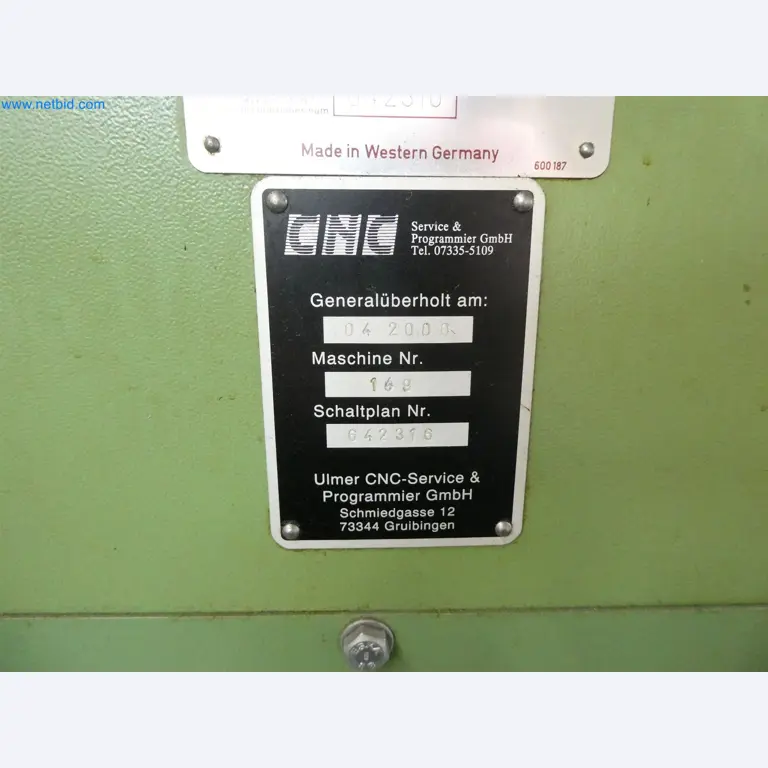 www.netbid.com
Made in Western Germany
600 187
CNC
Service &
Programmier GmbH
Tel. 07335-5109
Generalüberholt am:
04 2000
Maschine Nr.
168
Schaltplan Nr.
642316
Ulmer CNC-Service &
Programmier GmbH
Schmiedgasse 12
73344 Gruibingen